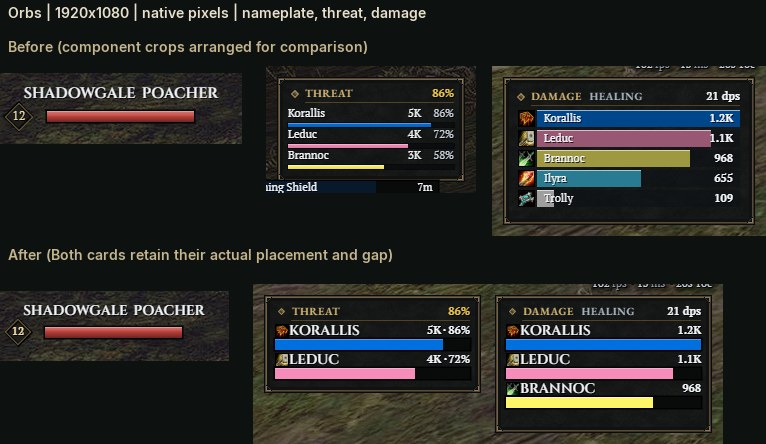 Orbs | 1920x1080 | native pixels | nameplate, threat, damage
Before (component crops arranged for comparison)
SHADOWGALE POACHER
12
THREAT 86%
Korallis 5K 86%
Leduc 4K 72%
Brannoc 3K 58%
ing Shield 7m
DAMAGE HEALING 21 dps
Korallis 1.2K
Leduc 1.1K
Brannoc 968
Ilyra 655
Trolly 109
After (Both cards retain their actual placement and gap)
SHADOWGALE POACHER
12
THREAT 86%
KORALLIS 5K·86%
LEDUC 4K·72%
DAMAGE HEALING 21 dps
KORALLIS 1.2K
LEDUC 1.1K
BRANNOC 968